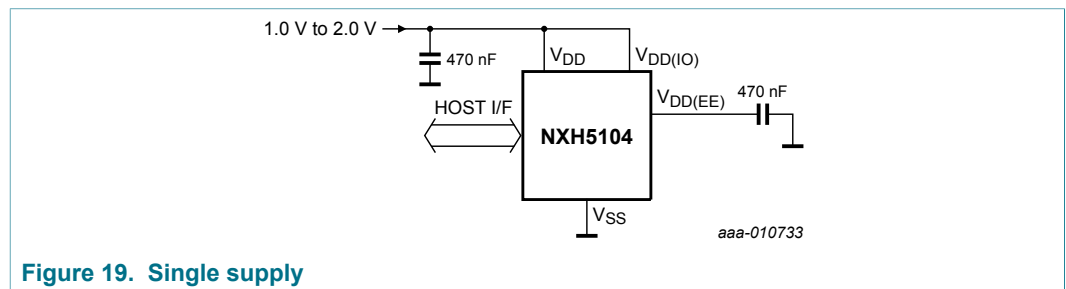 1.0 V to 2.0 V
470 nF
VDD
VDD(IO)
HOST I/F
VDD(EE)
470 nF
NXH5104
VSS
aaa-010733
Figure 19. Single supply